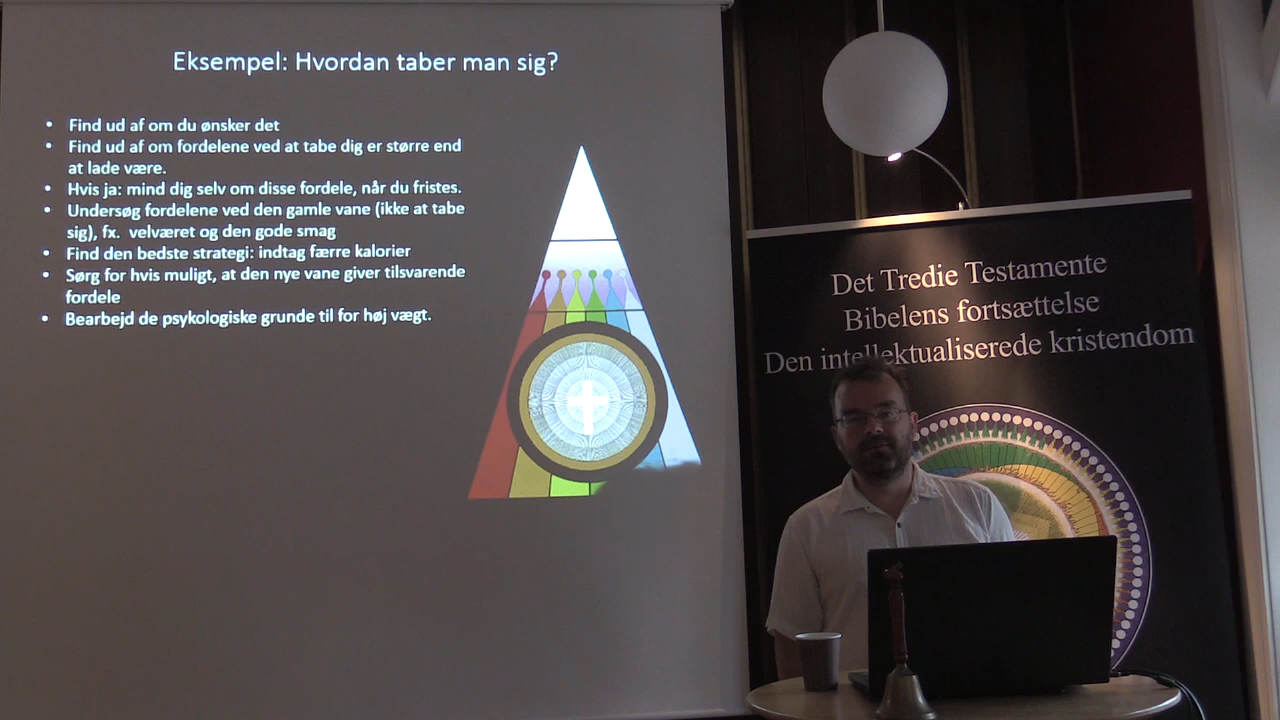 Eksempel: Hvordan taber man sig?
• Find ud af om du ønsker det
• Find ud af om fordelene ved at tabe dig er større end
at lade være.
• Hvis ja: mind dig selv om disse fordele, når du fristes.
• Undersøg fordelene ved den gamle vane (ikke at tabe
sig), fx. velværet og den gode smag
• Find den bedste strategi: indtag færre kalorier
• Sørg for hvis muligt, at den nye vane giver tilsvarende
fordele
• Bearbejd de psykologiske grunde til for høj vægt.
Det Tredie Testamente
Bibelens fortsættelse
Den intellektualiserede kristendom